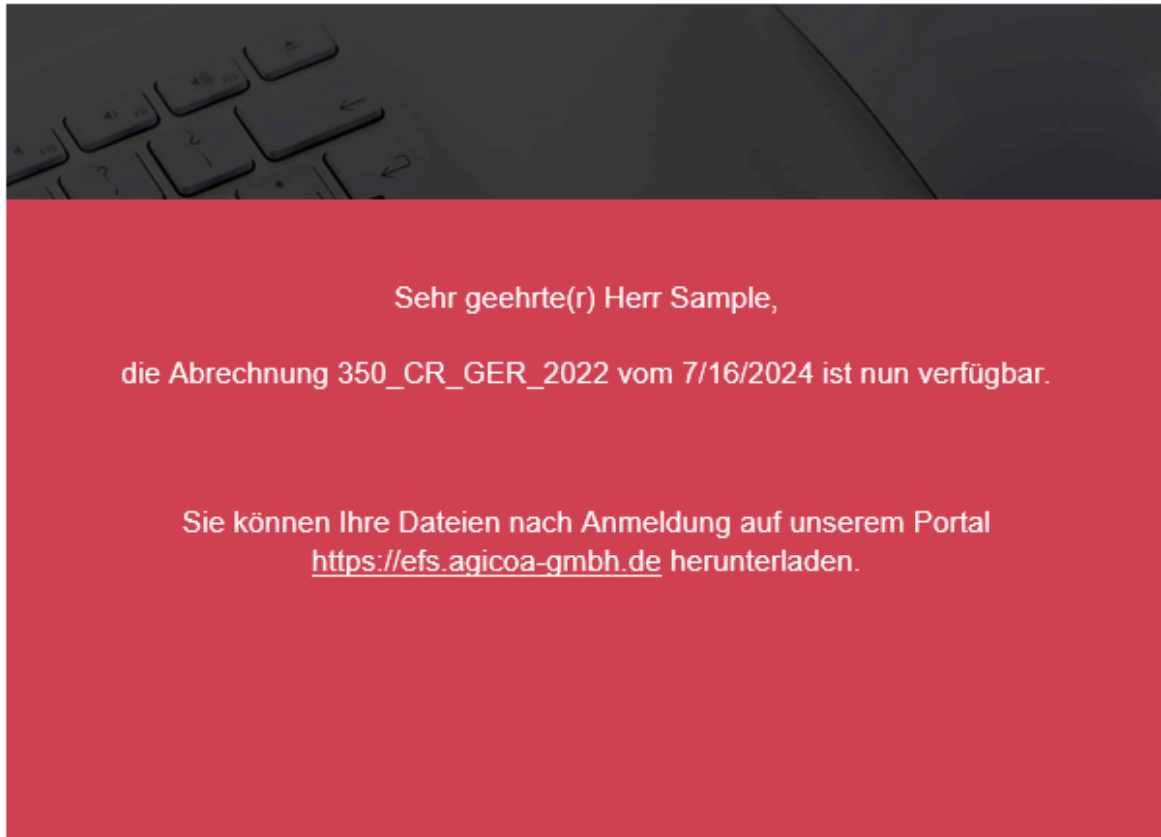 Sehr geehrte(r) Herr Sample,
die Abrechnung 350_CR_GER_2022 vom 7/16/2024 ist nun verfügbar.
Sie können Ihre Dateien nach Anmeldung auf unserem Portal
https://efs.agicoa-gmbh.de herunterladen.